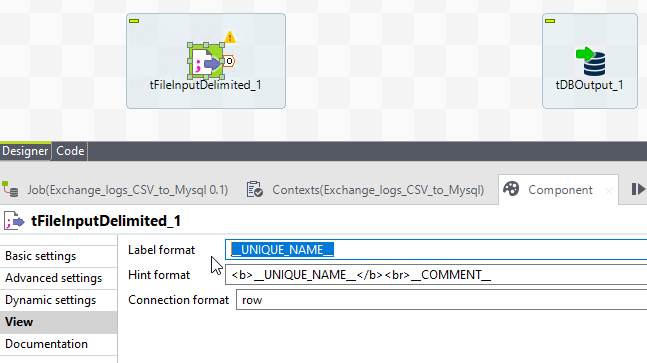 tFileInputDelimited_1
tDBOutput_1
Designer Code
Job(Exchange_logs_CSV_to_Mysql 0.1) Contexts(Exchange_logs_CSV_to_Mysql) Component
tFileInputDelimited_1
Basic settings
Advanced settings
Dynamic settings
View
Documentation
Label format __UNIQUE_NAME__
Hint format <b>__UNIQUE_NAME__</b><br>__COMMENT__
Connection format row